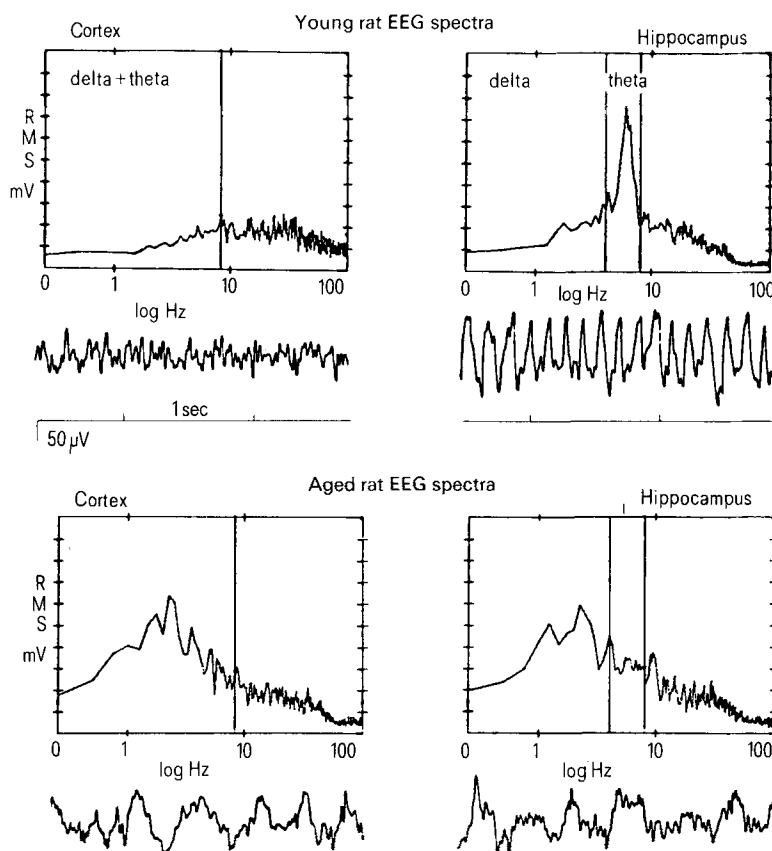 Young rat EEG spectra
Cortex
Hippocampus
delta + theta
delta theta
R
M
S
mV
0 1 10 100
log Hz
0 1 10 100
log Hz
1 sec
50 μV
Aged rat EEG spectra
Cortex
Hippocampus
R
M
S
mV
0 1 10 100
log Hz
0 1 10 100
log Hz